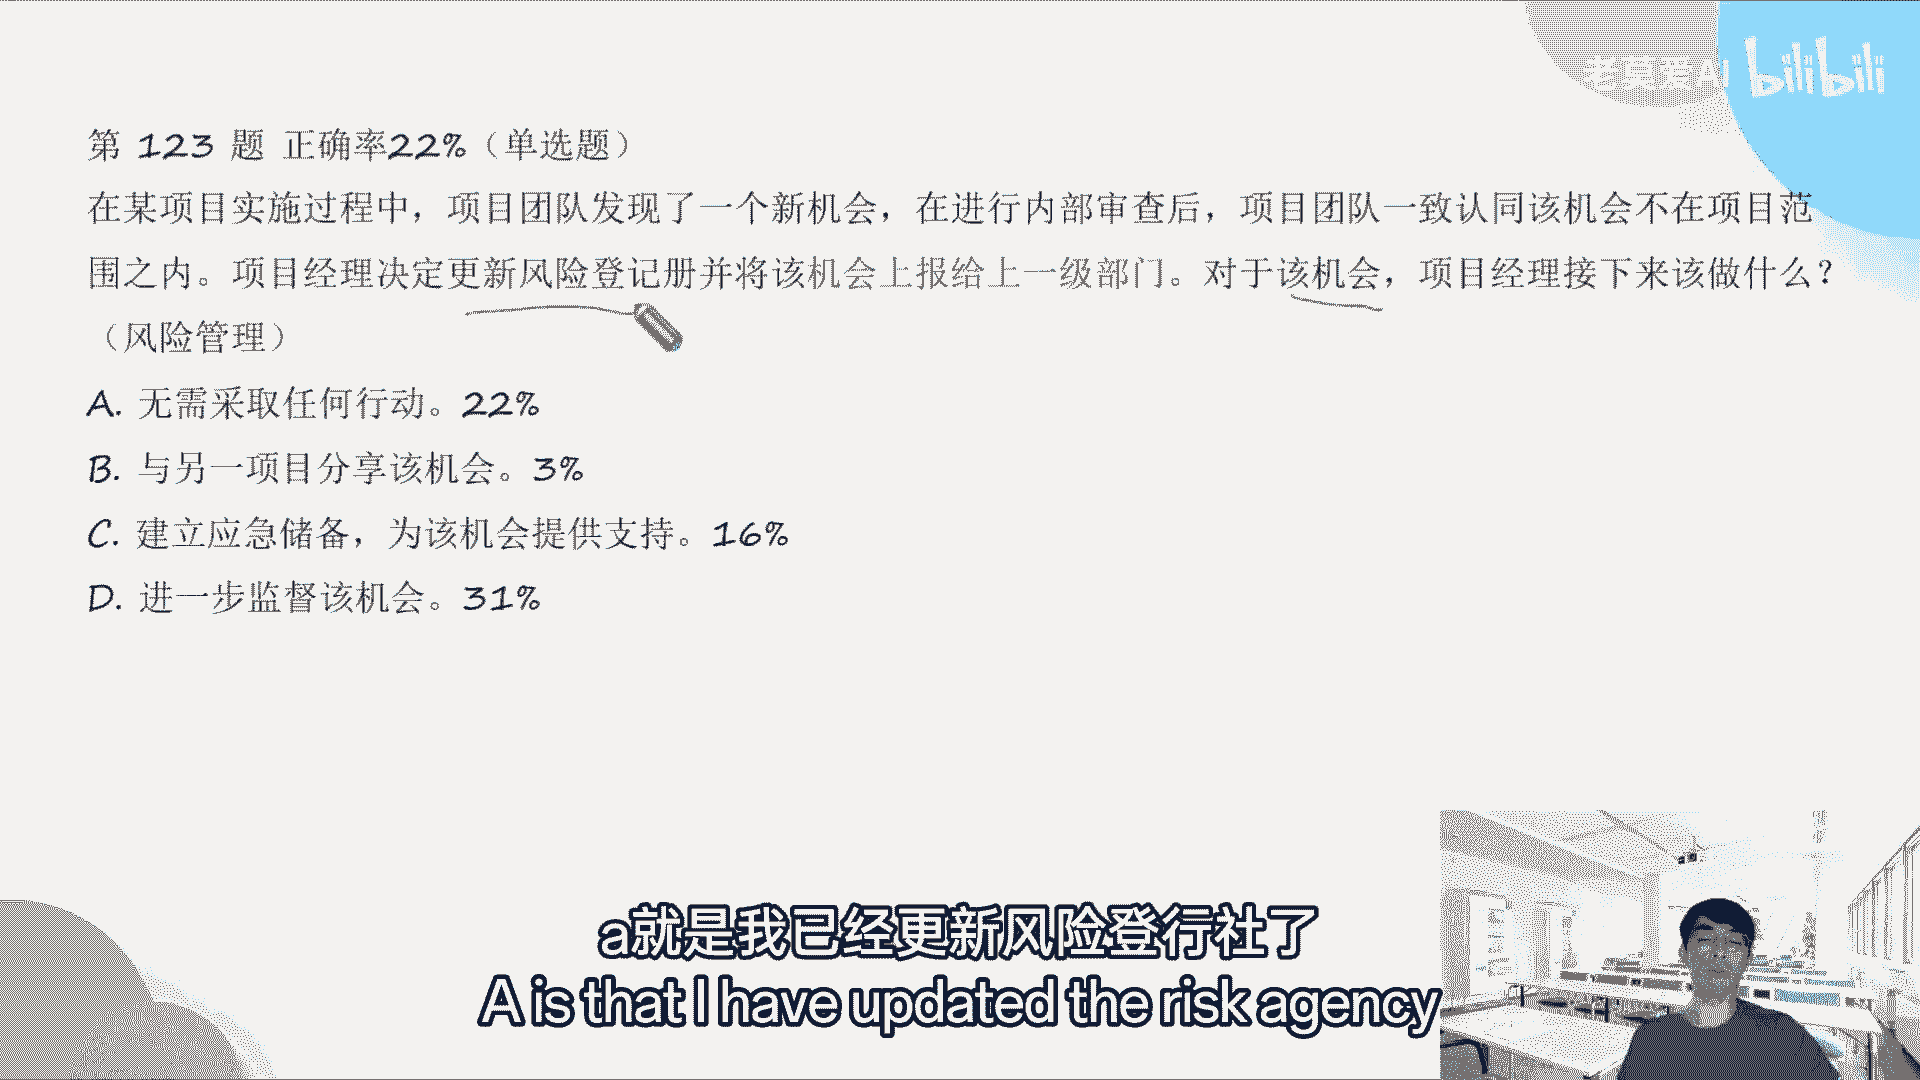 老夏爱AI bilibili
第 123 题 正确率22%（单选题）
在某项目实施过程中，项目团队发现了一个新机会，在进行内部审查后，项目团队一致认同该机会不在项目范
围之内。项目经理决定更新风险登记册并将该机会上报给上一级部门。对于该机会，项目经理接下来该做什么？
（风险管理）
A. 无需采取任何行动。22%
B. 与另一项目分享该机会。3%
C. 建立应急储备，为该机会提供支持。16%
D. 进一步监督该机会。31%
a就是我已经更新风险登行社了
A is that I have updated the risk agency